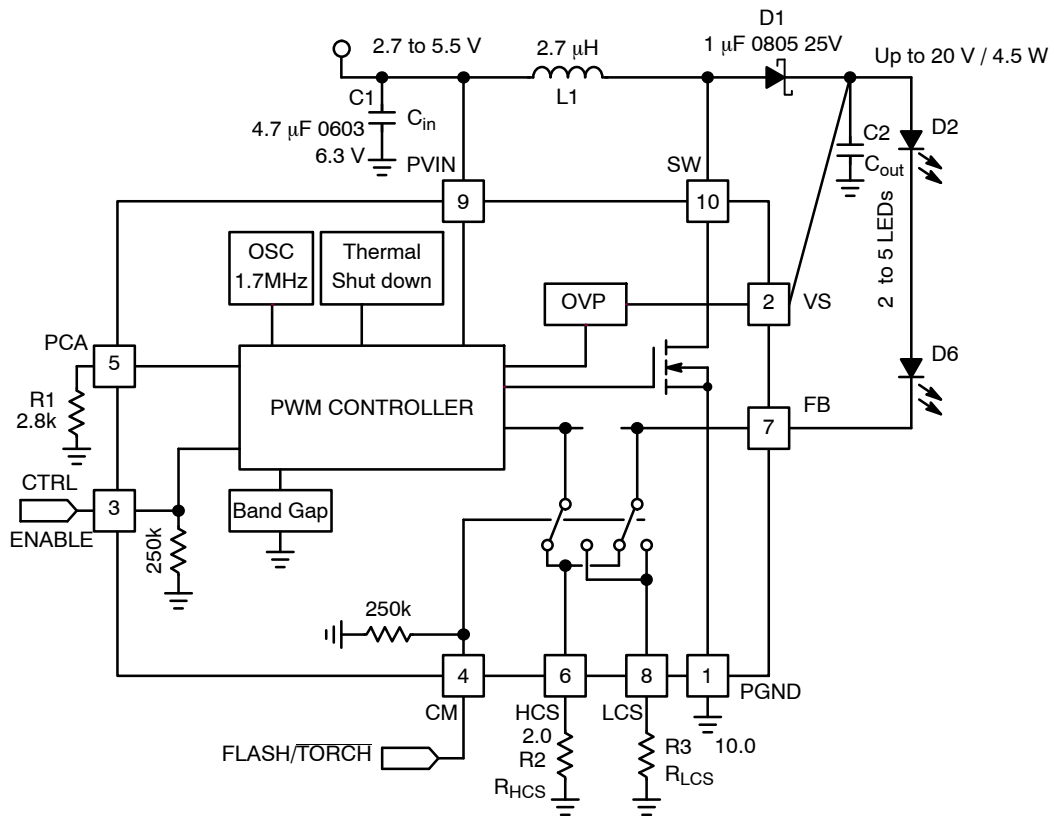 D1
2.7 to 5.5 V
2.7 μH
1 μF 0805 25V
Up to 20 V / 4.5 W
C1
L1
C2
D2
4.7 μF 0603
Cin
6.3 V
PVIN
SW
Cout
9
10
2 to 5 LEDs
OSC
1.7MHz
Thermal
Shut down
OVP
2
VS
PCA
5
D6
R1
2.8k
PWM CONTROLLER
FB
7
CTRL
3
ENABLE
250k
Band Gap
250k
4
6
8
1
PGND
CM
HCS
LCS
2.0
R2
R3
10.0
FLASH/TORCH
RHCS
RLCS